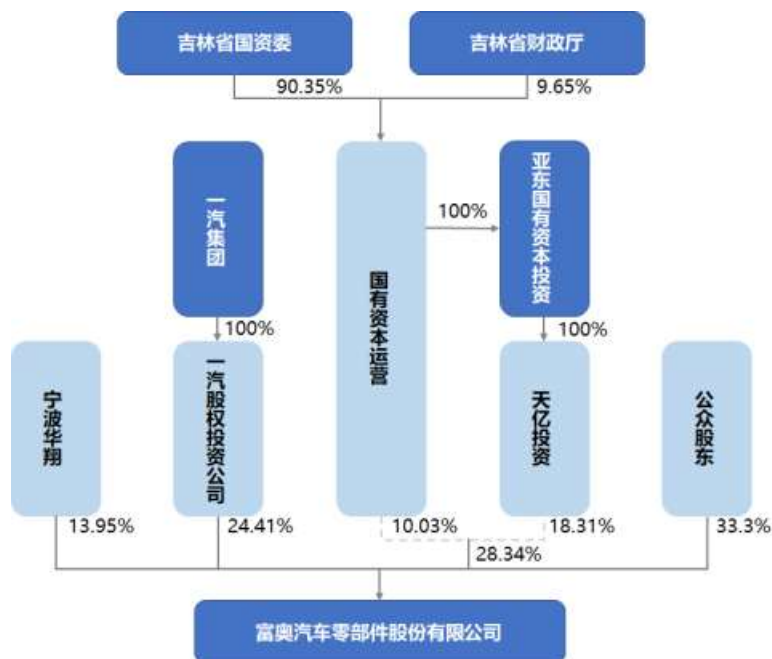 吉林省国资委
吉林省财政厅
90.35%
9.65%
一汽集团
国有资本运营
100%
亚东国有资本投资
100%
100%
宁波华翔
一汽股权投资公司
天亿投资
公众股东
13.95%
24.41%
10.03%
18.31%
33.3%
28.34%
富奥汽车零部件股份有限公司